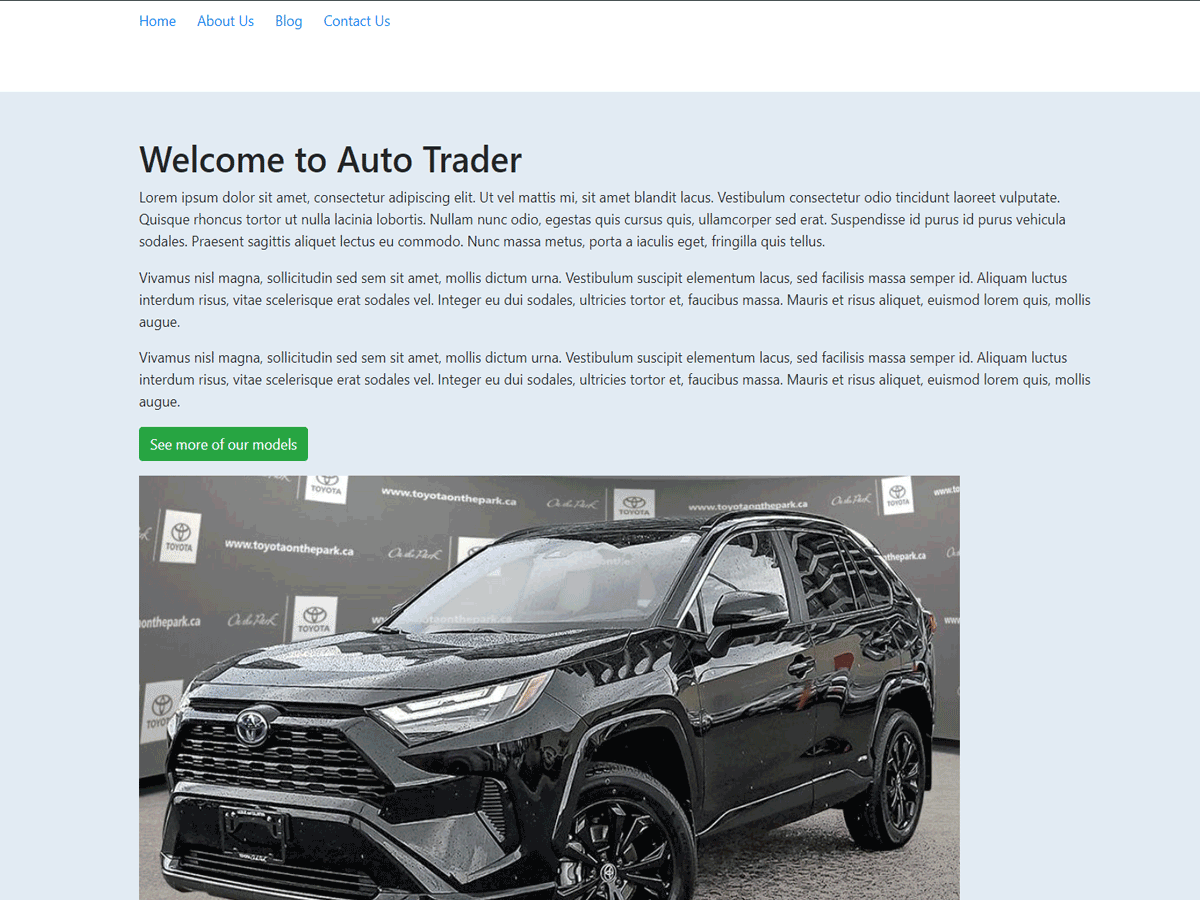 Home About Us Blog Contact Us
Welcome to Auto Trader
Lorem ipsum dolor sit amet, consectetur adipiscing elit. Ut vel mattis mi, sit amet blandit lacus. Vestibulum consectetur odio tincidunt laoreet vulputate.
Quisque rhoncus tortor ut nulla lacinia lobortis. Nullam nunc odio, egestas quis cursus quis, ullamcorper sed erat. Suspendisse id purus id purus vehicula
sodales. Praesent sagittis aliquet lectus eu commodo. Nunc massa metus, porta a iaculis eget, fringilla quis tellus.
Vivamus nisl magna, sollicitudin sed sem sit amet, mollis dictum urna. Vestibulum suscipit elementum lacus, sed facilisis massa semper id. Aliquam luctus
interdum risus, vitae scelerisque erat sodales vel. Integer eu dui sodales, ultricies tortor et, faucibus massa. Mauris et risus aliquet, euismod lorem quis, mollis
augue.
Vivamus nisl magna, sollicitudin sed sem sit amet, mollis dictum urna. Vestibulum suscipit elementum lacus, sed facilisis massa semper id. Aliquam luctus
interdum risus, vitae scelerisque erat sodales vel. Integer eu dui sodales, ultricies tortor et, faucibus massa. Mauris et risus aliquet, euismod lorem quis, mollis
augue.
See more of our models
TOYOTA www.toyotaonthepark.ca On the Park TOYOTA www.toyotaonthepark.ca On the Park TOYOTA www.to
TOYOTA www.toyotaonthepark.ca On the Park thepark.ca
onthepark.ca On the Park TOYOTA
TOYOTA